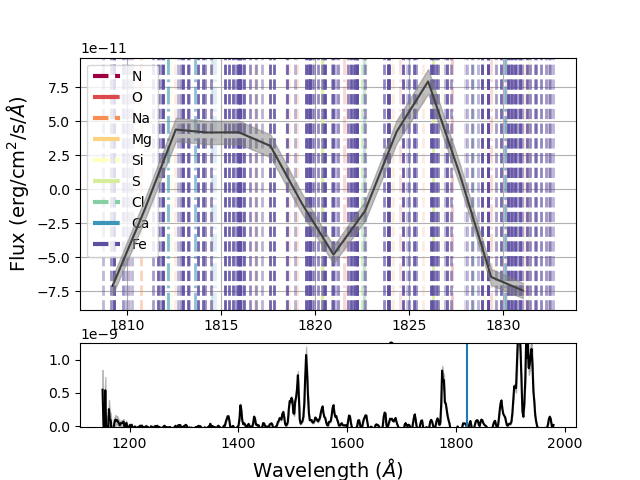 1e−11
Flux (erg/cm²/s/Å)
7.5
5.0
2.5
0.0
−2.5
−5.0
−7.5
N
O
Na
Mg
Si
S
Cl
Ca
Fe
1810 1815 1820 1825 1830
1e−9
1.0
0.5
0.0
1200 1400 1600 1800 2000
Wavelength (Å)